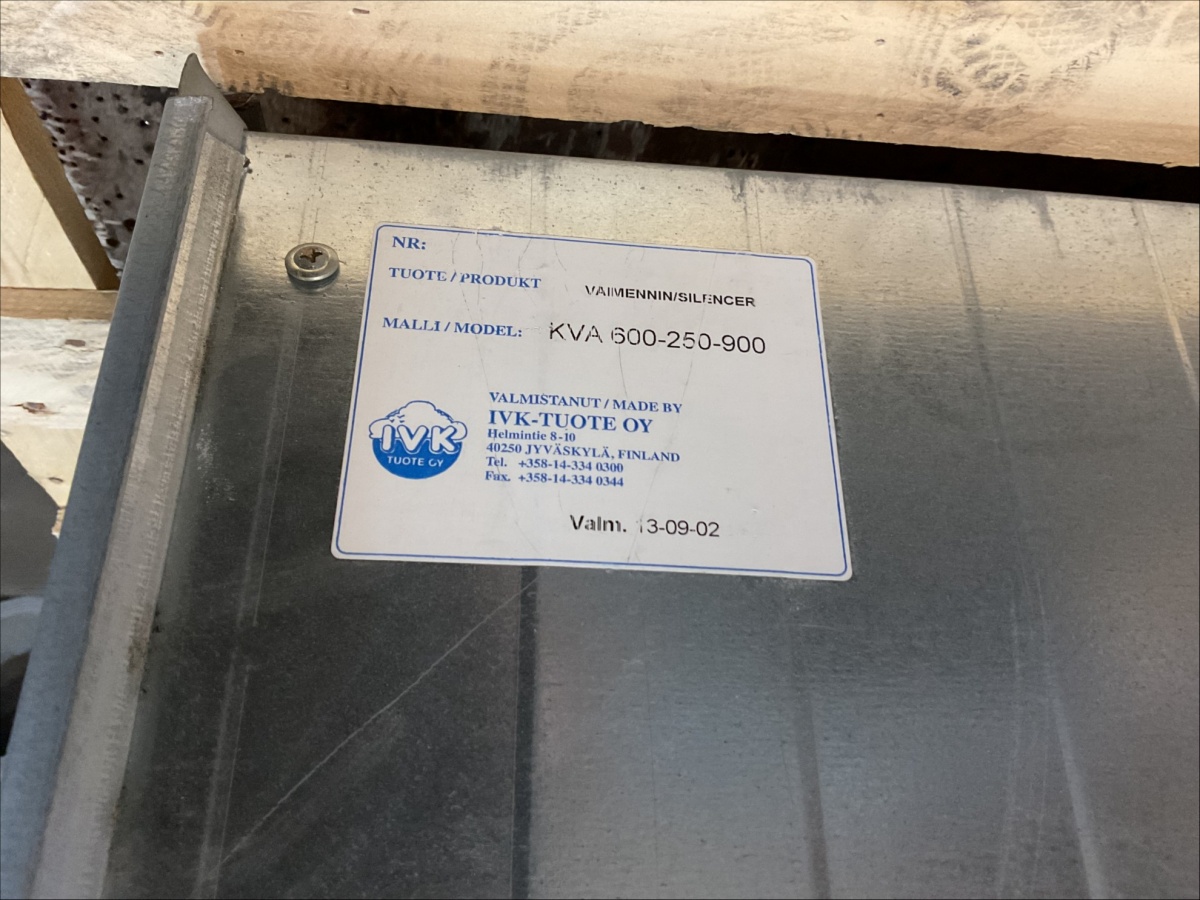 NR:
TUOTE / PRODUKT VAIMENNIN/SILENCER
MALLI / MODEL: KVA 600-250-900
VALMISTANUT / MADE BY
IVK-TUOTE OY
Helmintie 8-10
40250 JYVÄSKYLÄ, FINLAND
Tel. +358-14-334 0300
Fax. +358-14-334 0344
IVK
TUOTE OY
Valm. 13-09-02